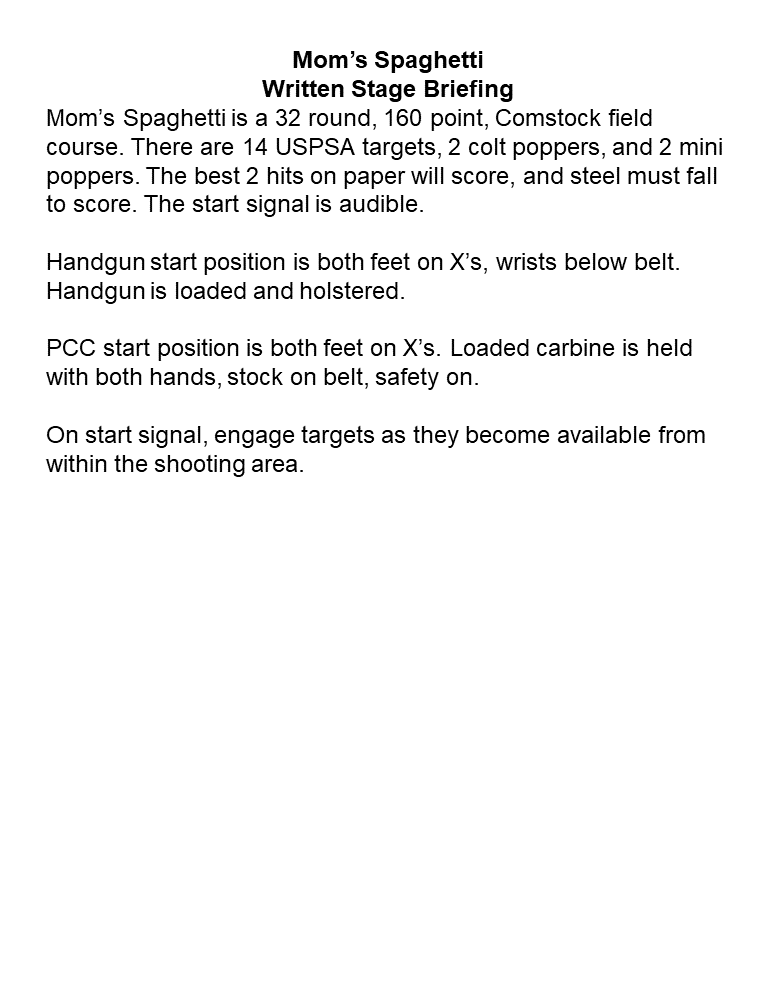 Mom’s Spaghetti
Written Stage Briefing
Mom’s Spaghetti is a 32 round, 160 point, Comstock field
course. There are 14 USPSA targets, 2 colt poppers, and 2 mini
poppers. The best 2 hits on paper will score, and steel must fall
to score. The start signal is audible.
Handgun start position is both feet on X’s, wrists below belt.
Handgun is loaded and holstered.
PCC start position is both feet on X’s. Loaded carbine is held
with both hands, stock on belt, safety on.
On start signal, engage targets as they become available from
within the shooting area.